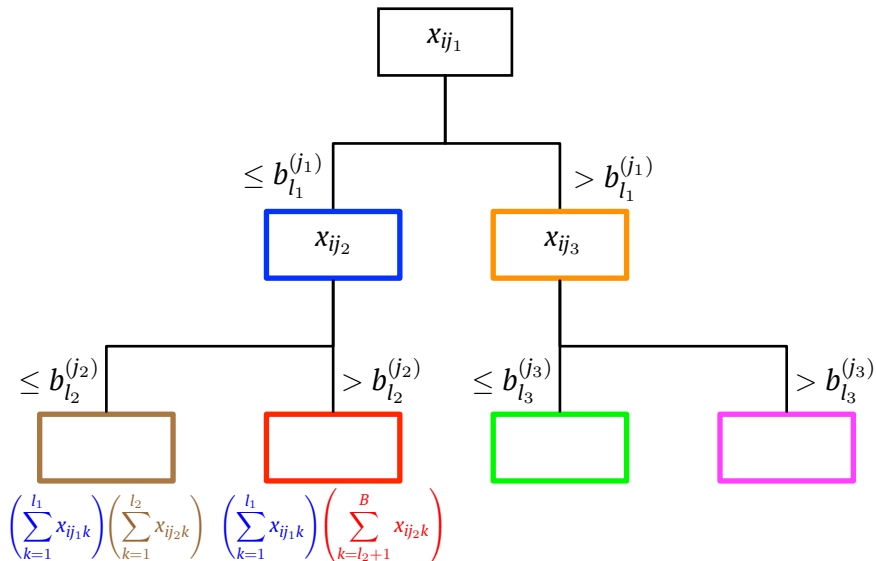 x_{ij_1}
≤ b_{l_1}^{(j_1)} > b_{l_1}^{(j_1)}
x_{ij_2} x_{ij_3}
≤ b_{l_2}^{(j_2)} > b_{l_2}^{(j_2)} ≤ b_{l_3}^{(j_3)} > b_{l_3}^{(j_3)}
(∑_{k=1}^{l_1} x_{ij_1k})(∑_{k=1}^{l_2} x_{ij_2k}) (∑_{k=1}^{l_1} x_{ij_1k})(∑_{k=l_2+1}^{B} x_{ij_2k})